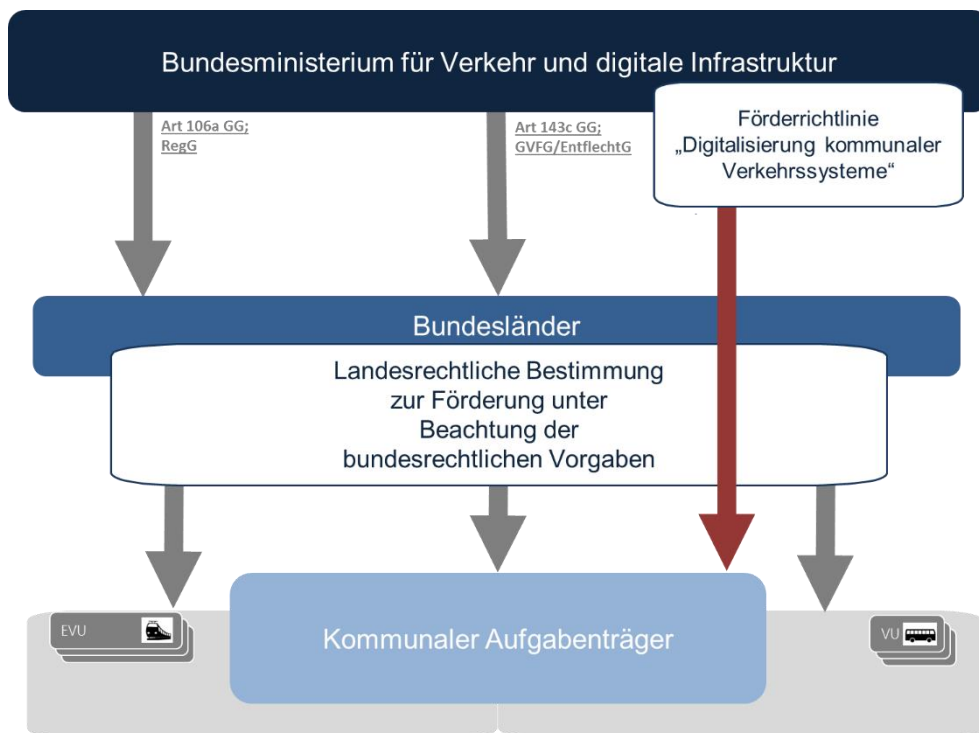 Bundesministerium für Verkehr und digitale Infrastruktur
Art 106a GG;
RegG
Art 143c GG;
GVFG/EntflechtG
Förderrichtlinie
„Digitalisierung kommunaler
Verkehrssysteme“
Bundesländer
Landesrechtliche Bestimmung
zur Förderung unter
Beachtung der
bundesrechtlichen Vorgaben
EVU
Kommunaler Aufgabenträger
VU